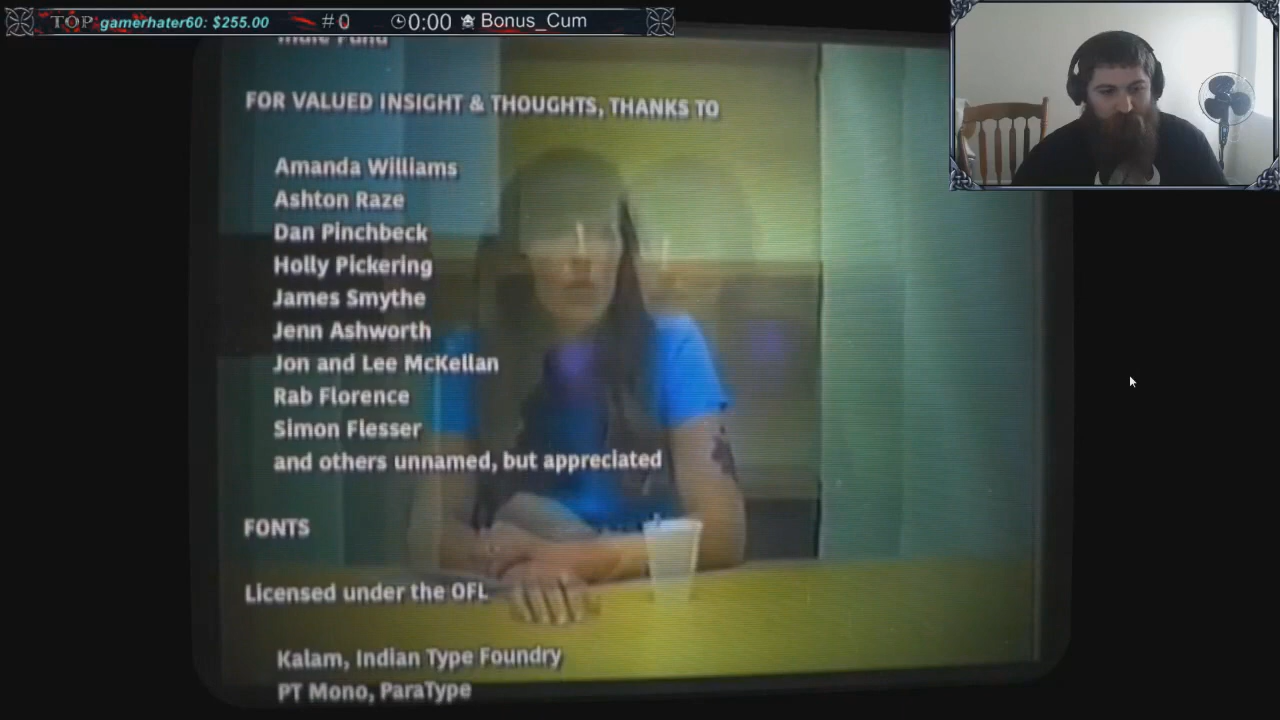 TOP gamerhater60: $255.00 #0 0:00 Bonus_Cum
Indie Fund
FOR VALUED INSIGHT & THOUGHTS, THANKS TO
Amanda Williams
Ashton Raze
Dan Pinchbeck
Holly Pickering
James Smythe
Jenn Ashworth
Jon and Lee McKellan
Rab Florence
Simon Flesser
and others unnamed, but appreciated
FONTS
Licensed under the OFL
Kalam, Indian Type Foundry
PT Mono, ParaType